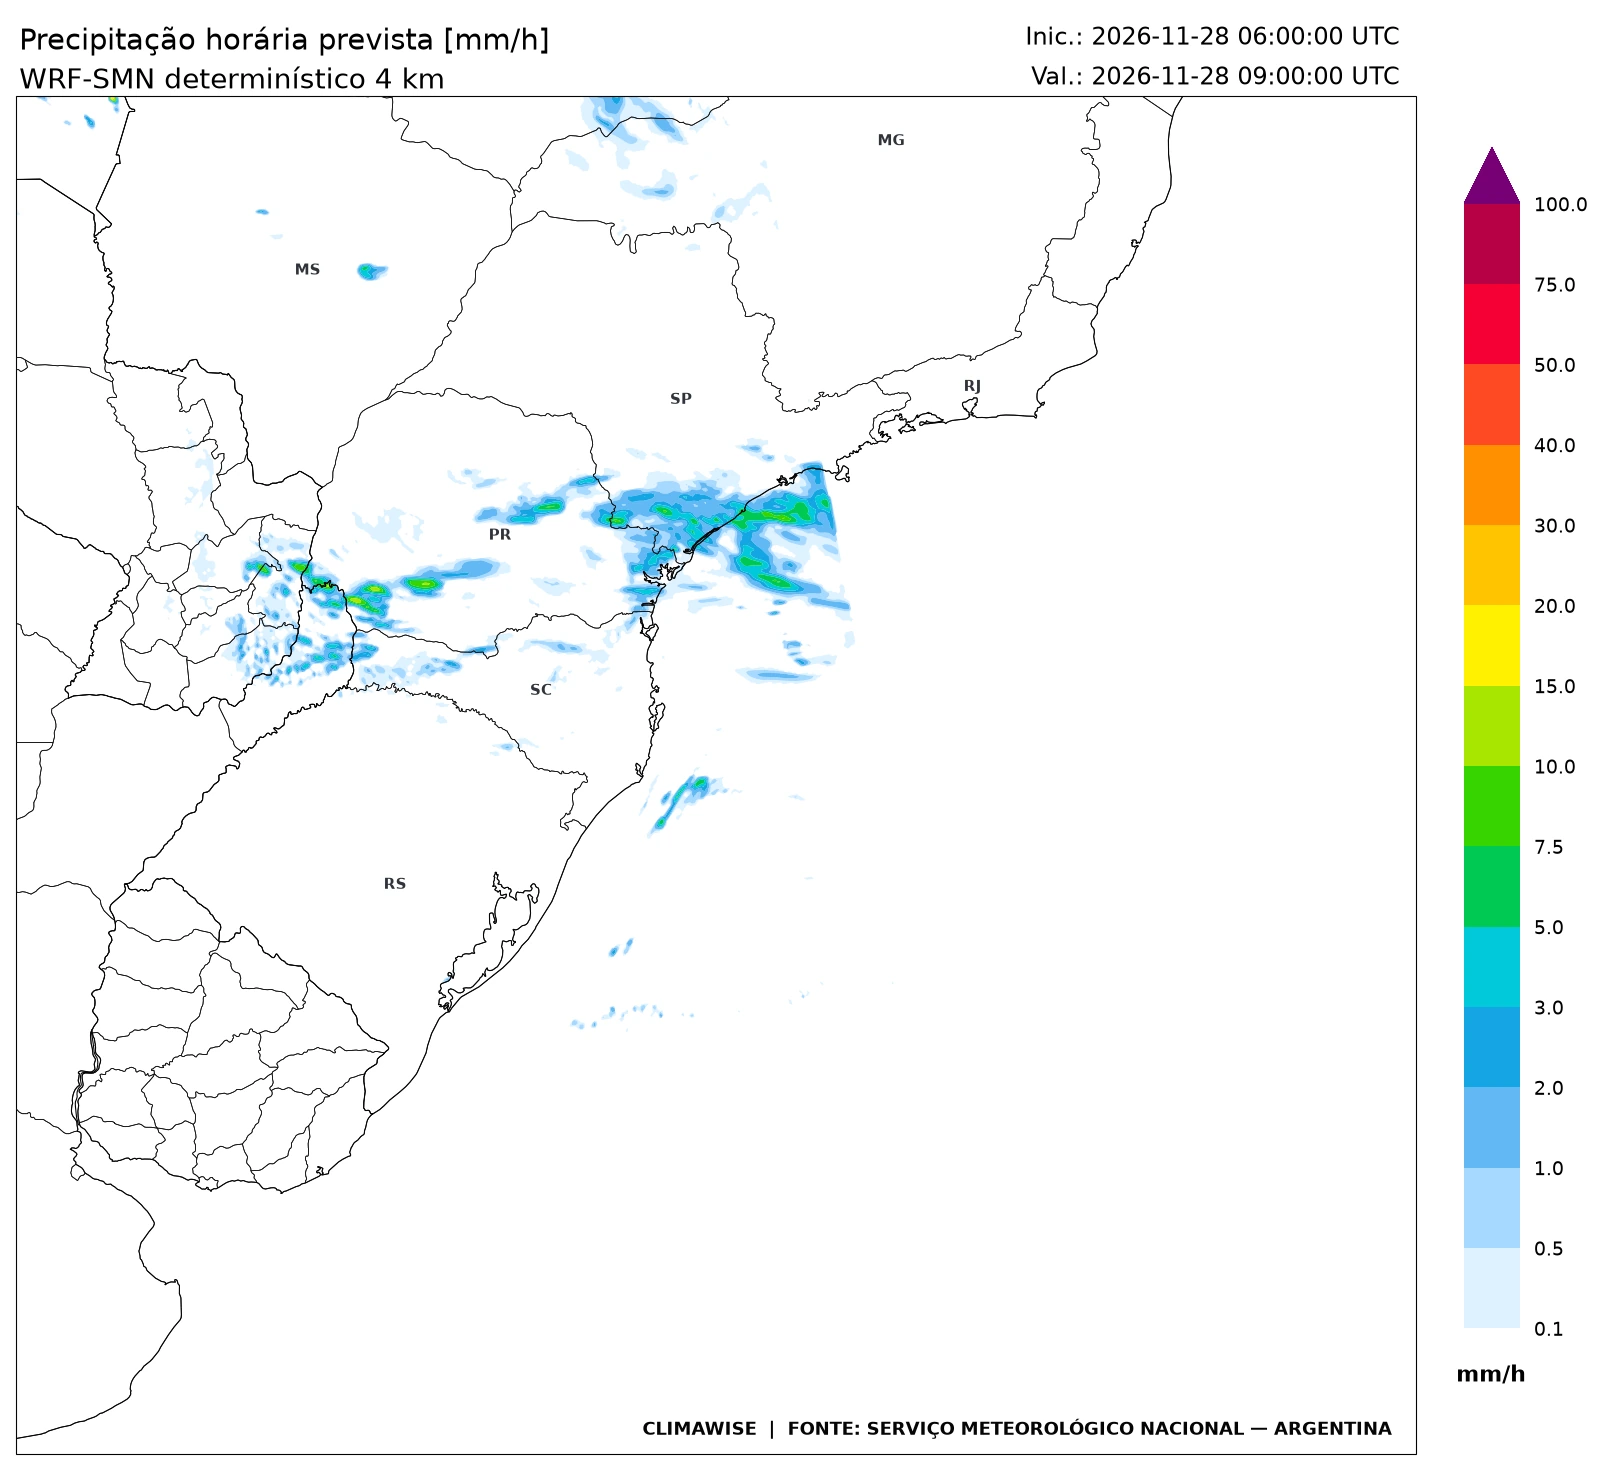 Precipitação horária prevista [mm/h]
WRF-SMN determinístico 4 km
Inic.: 2026-11-28 06:00:00 UTC
Val.: 2026-11-28 09:00:00 UTC
MG
MS
SP
RJ
PR
SC
RS
100.0
75.0
50.0
40.0
30.0
20.0
15.0
10.0
7.5
5.0
3.0
2.0
1.0
0.5
0.1
mm/h
CLIMAWISE | FONTE: SERVIÇO METEOROLÓGICO NACIONAL — ARGENTINA